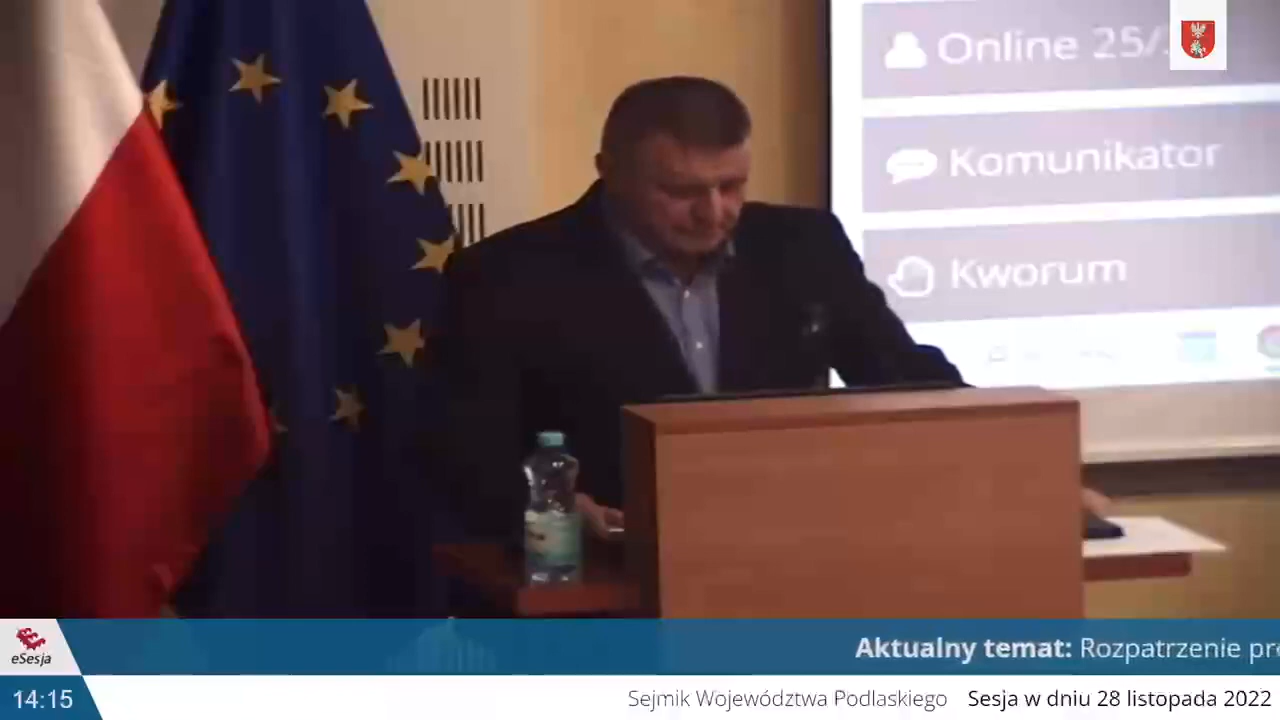 Online 25/
Komunikator
Kworum
Aktualny temat: Rozpatrzenie pr
eSesja
14:15
Sejmik Województwa Podlaskiego Sesja w dniu 28 listopada 2022